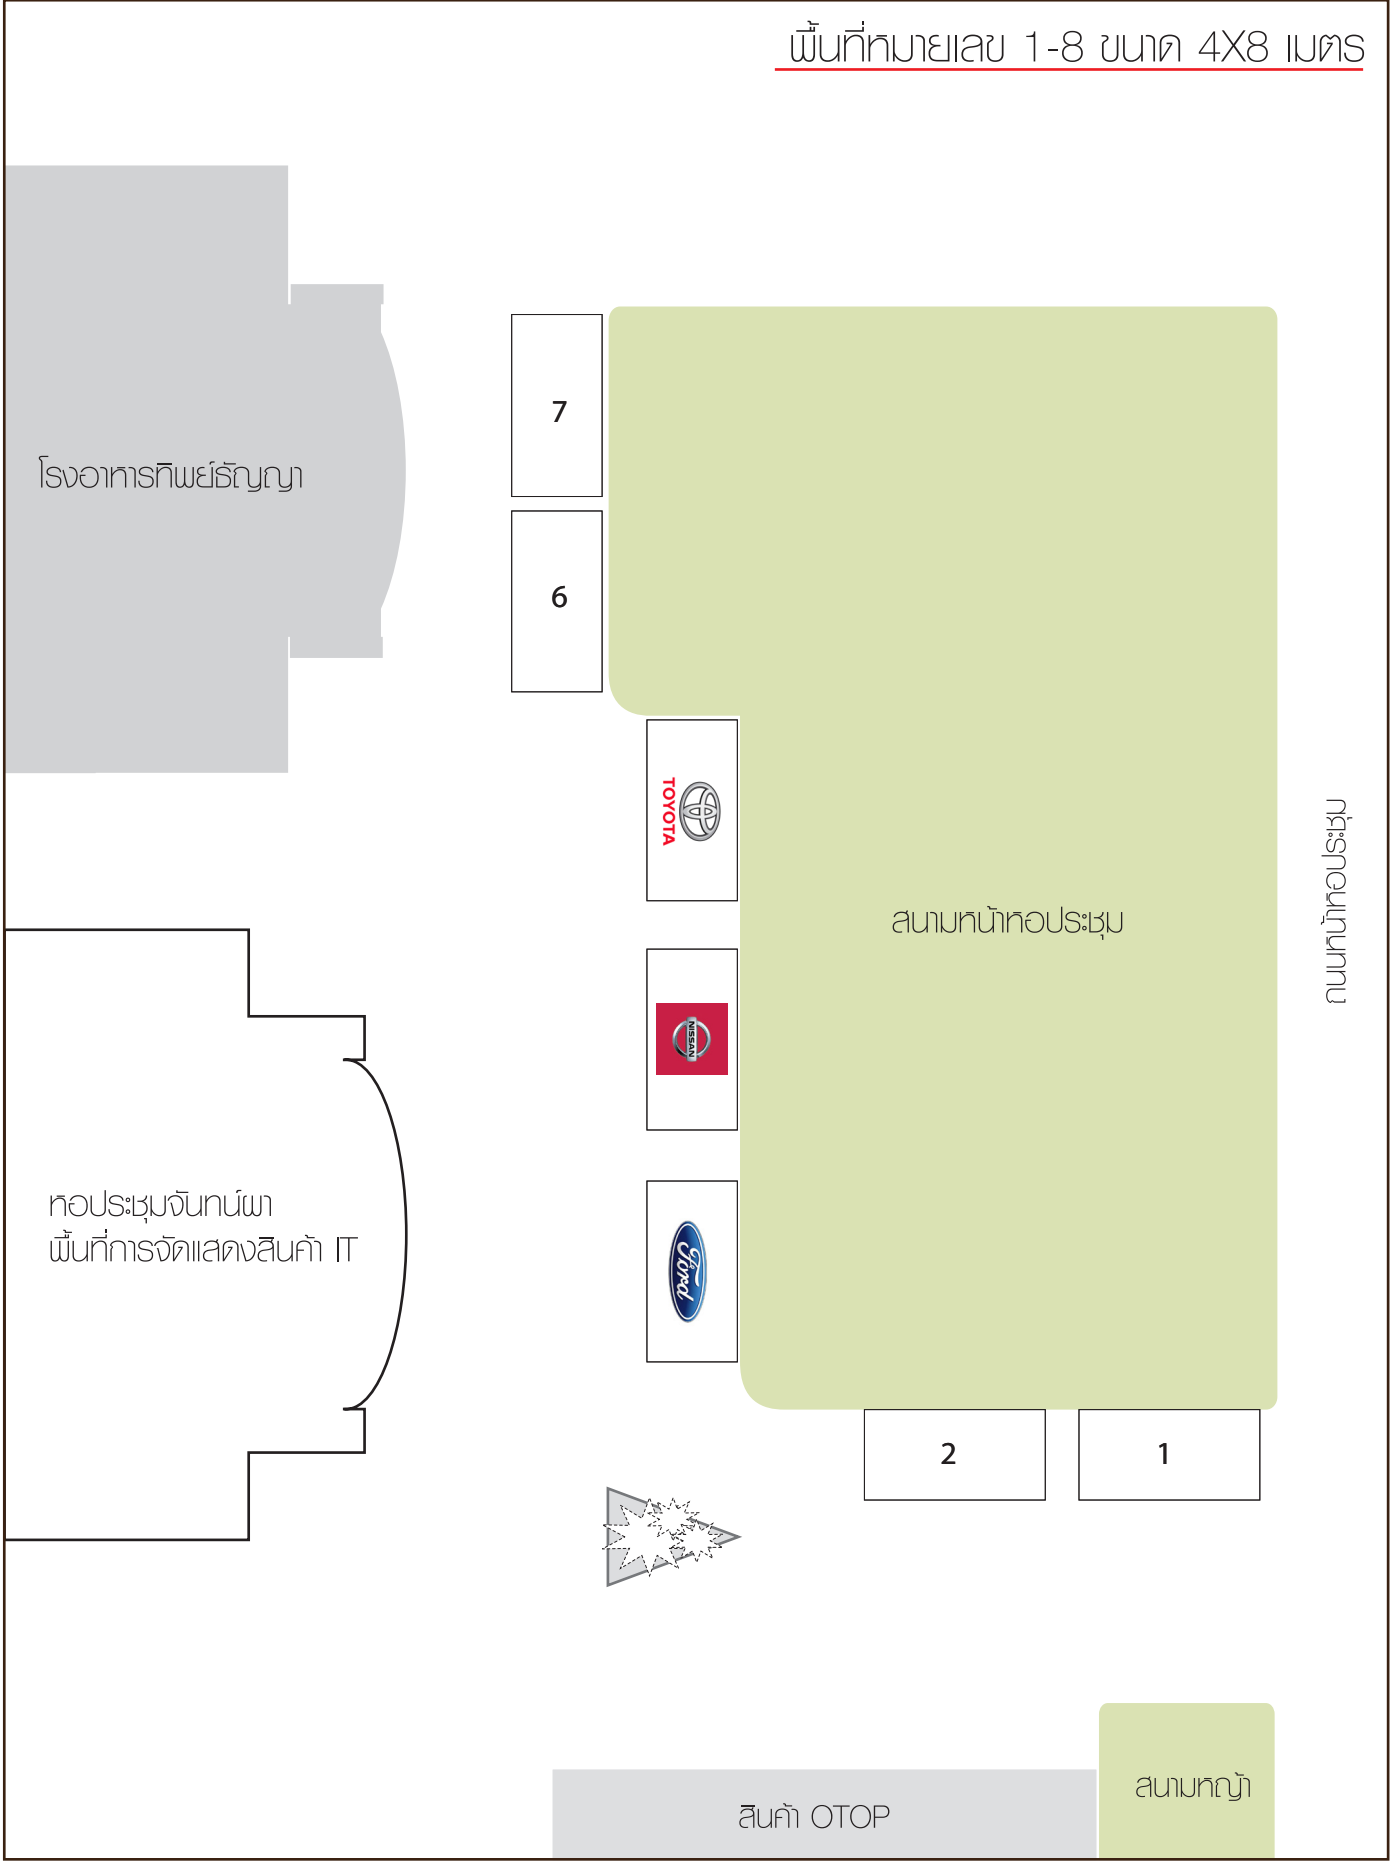 พื้นที่หมายเลข 1-8 ขนาด 4X8 เมตร
7
โรงอาหารทิพย์ธัญญา
6
TOYOTA
ถนนหน้าหอประชุม
สนามหน้าหอประชุม
NISSAN
หอประชุมจันทน์ผา
พื้นที่การจัดแสดงสินค้า IT
Ford
2
1
สนามหญ้า
สินค้า OTOP